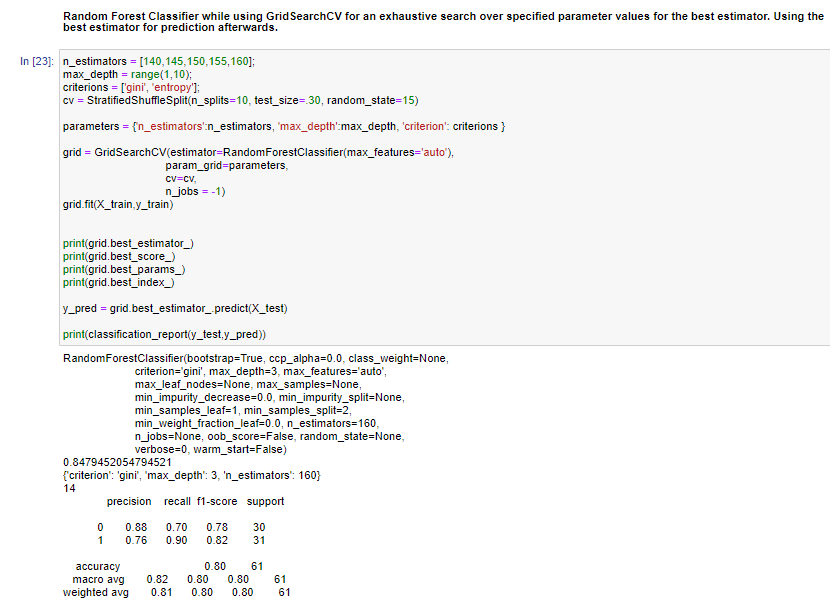 Random Forest Classifier while using GridSearchCV for an exhaustive search over specified parameter values for the best estimator. Using the
best estimator for prediction afterwards.
In [23]: n_estimators = [140,145,150,155,160];
max_depth = range(1,10);
criterions = ['gini', 'entropy'];
cv = StratifiedShuffleSplit(n_splits=10, test_size=.30, random_state=15)
parameters = {'n_estimators':n_estimators, 'max_depth':max_depth, 'criterion': criterions }
grid = GridSearchCV(estimator=RandomForestClassifier(max_features='auto'),
param_grid=parameters,
cv=cv,
n_jobs = -1)
grid.fit(X_train,y_train)
print(grid.best_estimator_)
print(grid.best_score_)
print(grid.best_params_)
print(grid.best_index_)
y_pred = grid.best_estimator_.predict(X_test)
print(classification_report(y_test,y_pred))
RandomForestClassifier(bootstrap=True, ccp_alpha=0.0, class_weight=None,
criterion='gini', max_depth=3, max_features='auto',
max_leaf_nodes=None, max_samples=None,
min_impurity_decrease=0.0, min_impurity_split=None,
min_samples_leaf=1, min_samples_split=2,
min_weight_fraction_leaf=0.0, n_estimators=160,
n_jobs=None, oob_score=False, random_state=None,
verbose=0, warm_start=False)
0.8479452054794521
{'criterion': 'gini', 'max_depth': 3, 'n_estimators': 160}
14
precision recall f1-score support
0 0.88 0.70 0.78 30
1 0.76 0.90 0.82 31
accuracy 0.80 61
macro avg 0.82 0.80 0.80 61
weighted avg 0.81 0.80 0.80 61